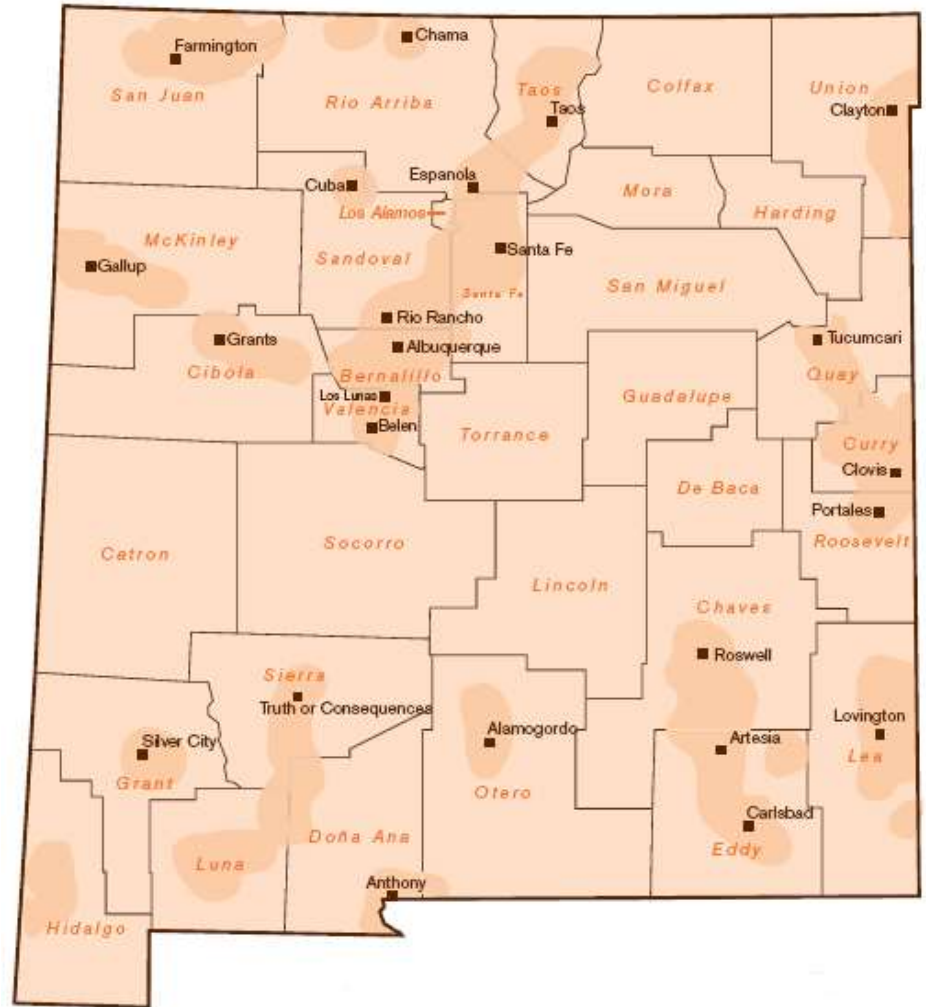 Chama
Farmington
San Juan
Rio Arriba
Taos
Colfax
Union
Taos
Clayton
Cuba
Espanola
Mora
Los Alamos
Harding
McKinley
Sandoval
Santa Fe
Gallup
Santa Fe
San Miguel
Rio Rancho
Grants
Albuquerque
Tucumcari
Cibola
Bernalillo
Quay
Los Lunas
Guadalupe
Valencia
Belen
Torrance
Curry
Clovis
De Baca
Portales
Catron
Socorro
Roosevelt
Lincoln
Chaves
Roswell
Sierra
Truth or Consequences
Lovington
Silver City
Alamogordo
Artesia
Lea
Grant
Otero
Carlsbad
Doña Ana
Luna
Eddy
Anthony
Hidalgo